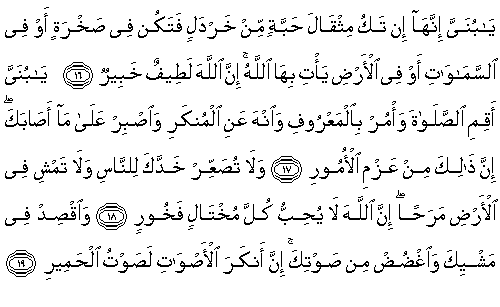 يَـٰبُنَىَّ إِنَّهَآ إِن تَكُ مِثْقَالَ حَبَّةٍ مِّنْ خَرْدَلٍ فَتَكُن فِى صَخْرَةٍ أَوْ فِى
ٱلسَّمَـٰوَٰتِ أَوْ فِى ٱلْأَرْضِ يَأْتِ بِهَا ٱللَّهُ ۚ إِنَّ ٱللَّهَ لَطِيفٌ خَبِيرٌ ١٦ يَـٰبُنَىَّ
أَقِمِ ٱلصَّلَوٰةَ وَأْمُرْ بِٱلْمَعْرُوفِ وَٱنْهَ عَنِ ٱلْمُنكَرِ وَٱصْبِرْ عَلَىٰ مَآ أَصَابَكَ ۖ
إِنَّ ذَٰلِكَ مِنْ عَزْمِ ٱلْأُمُورِ ١٧ وَلَا تُصَعِّرْ خَدَّكَ لِلنَّاسِ وَلَا تَمْشِ فِى
ٱلْأَرْضِ مَرَحًا ۖ إِنَّ ٱللَّهَ لَا يُحِبُّ كُلَّ مُخْتَالٍ فَخُورٍ ١٨ وَٱقْصِدْ فِى
مَشْيِكَ وَٱغْضُضْ مِن صَوْتِكَ ۚ إِنَّ أَنكَرَ ٱلْأَصْوَٰتِ لَصَوْتُ ٱلْحَمِيرِ ١٩